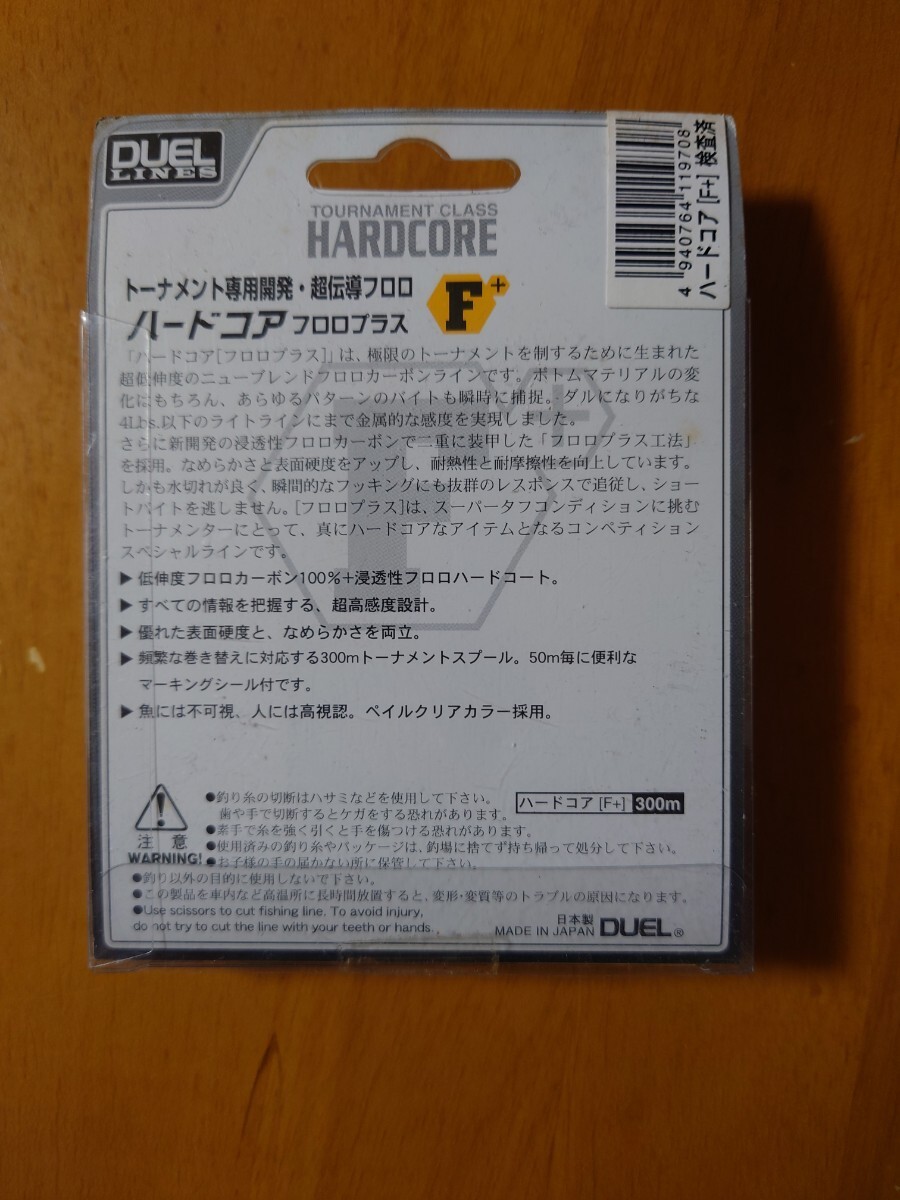 DUEL
LINES
TOURNAMENT CLASS
HARDCORE
4 940764 119708
ハードコア [F+] 検査済
トーナメント専用開発・超伝導フロロ
ハードコア フロロプラス
F+
「ハードコア[フロロプラス]」は、極限のトーナメントを制するために生まれた
超低伸度のニューブレンドフロロカーボンラインです。ボトムマテリアルの変
化はもちろん、あらゆるパターンのバイトも瞬時に捕捉。ダルになりがちな
4Lbs.以下のライトラインにまで金属的な感度を実現しました。
さらに新開発の浸透性フロロカーボンで二重に装甲した「フロロプラス工法」
を採用。なめらかさと表面硬度をアップし、耐熱性と耐摩擦性を向上しています。
しかも水切れが良く、瞬間的なフッキングにも抜群のレスポンスで追従し、ショー
トバイトを逃しません。[フロロプラス]は、スーパータフコンディションに挑む
トーナメンターにとって、真にハードコアなアイテムとなるコンペティション
スペシャルラインです。
▶ 低伸度フロロカーボン100%+浸透性フロロハードコート。
▶ すべての情報を把握する、超高感度設計。
▶ 優れた表面硬度と、なめらかさを両立。
▶ 頻繁な巻き替えに対応する300mトーナメントスプール。50m毎に便利な
マーキングシール付です。
▶ 魚には不可視、人には高視認。ペイルクリアカラー採用。
注 意
WARNING!
●釣り糸の切断はハサミなどを使用して下さい。
歯や手で切断するとケガをする恐れがあります。
ハードコア [F+] 300m
●素手で糸を強く引くと手を傷つける恐れがあります。
●使用済みの釣り糸やパッケージは、釣場に捨てず持ち帰って処分して下さい。
●お子様の手の届かない所に保管して下さい。
●釣り以外の目的に使用しないで下さい。
●この製品を車内など高温所に長時間放置すると、変形・変質等のトラブルの原因になります。
●Use scissors to cut fishing line. To avoid injury,
do not try to cut the line with your teeth or hands.
日本製
MADE IN JAPAN DUEL®